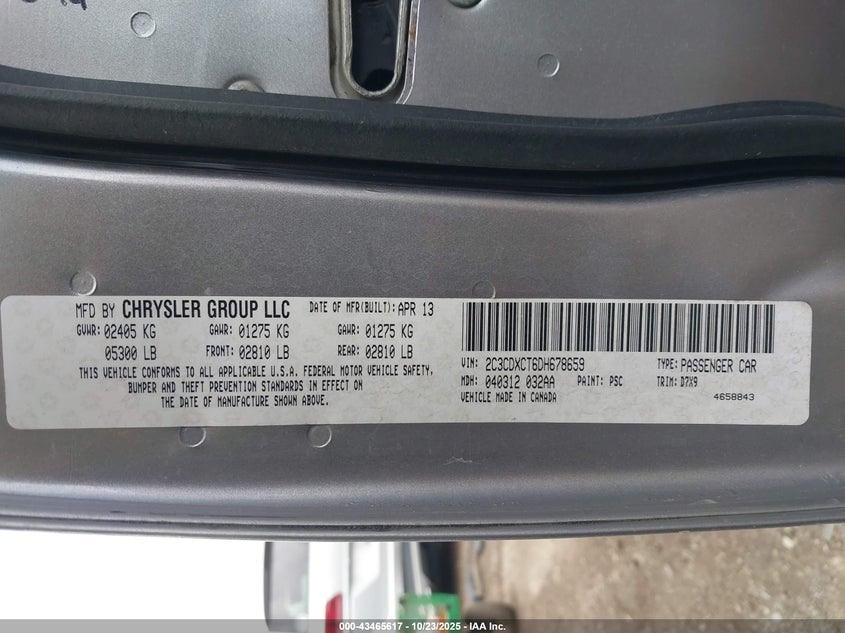 MFD BY CHRYSLER GROUP LLC DATE OF MFR(BUILT): APR 13
GVWR: 02405 KG GAWR: 01275 KG GAWR: 01275 KG
05300 LB FRONT: 02810 LB REAR: 02810 LB
THIS VEHICLE CONFORMS TO ALL APPLICABLE U.S.A. FEDERAL MOTOR VEHICLE SAFETY,
BUMPER AND THEFT PREVENTION STANDARDS IN EFFECT ON
THE DATE OF MANUFACTURE SHOWN ABOVE.
VIN: 2C3CDXCT6DH678659 TYPE: PASSENGER CAR
MDH: 040312 032AA PAINT: PSC TRIM: D7X9
VEHICLE MADE IN CANADA 4658843
000-43465617 - 10/23/2025 - IAA Inc.